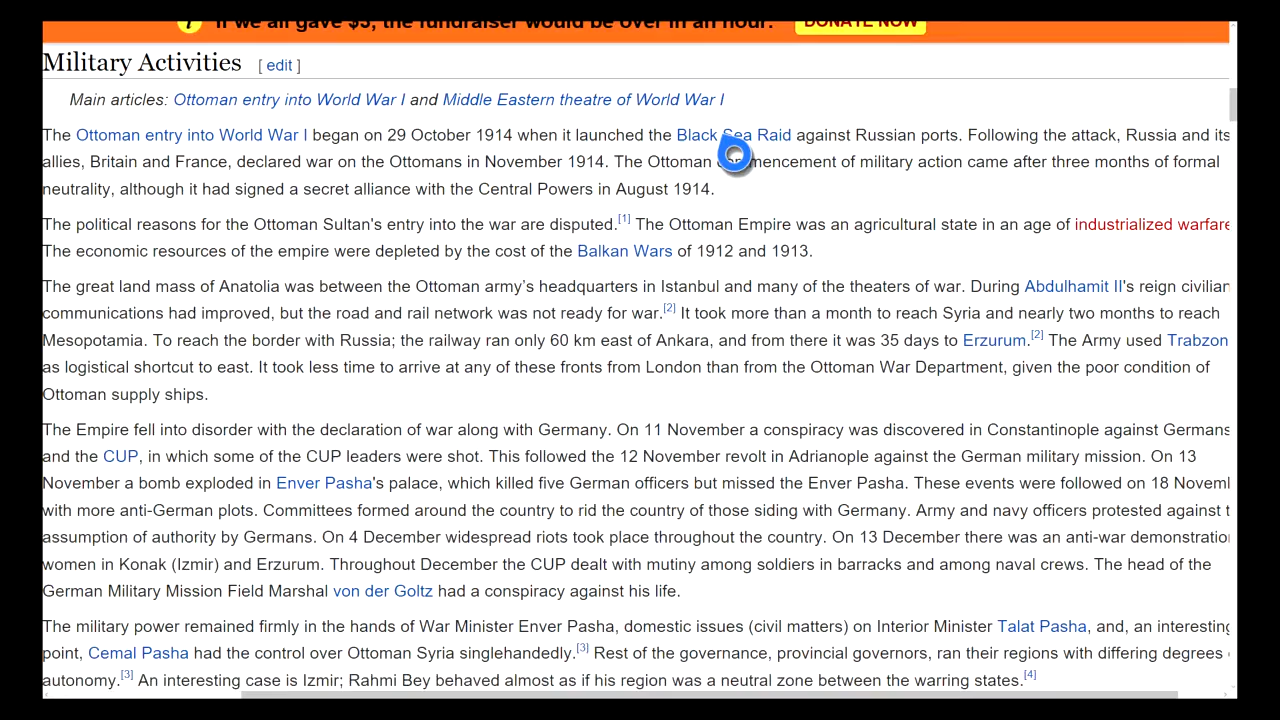 If we all gave $3, the fundraiser would be over in an hour. DONATE NOW
Military Activities [ edit ]
Main articles: Ottoman entry into World War I and Middle Eastern theatre of World War I
The Ottoman entry into World War I began on 29 October 1914 when it launched the Black Sea Raid against Russian ports. Following the attack, Russia and its
allies, Britain and France, declared war on the Ottomans in November 1914. The Ottoman commencement of military action came after three months of formal
neutrality, although it had signed a secret alliance with the Central Powers in August 1914.
The political reasons for the Ottoman Sultan's entry into the war are disputed.[1] The Ottoman Empire was an agricultural state in an age of industrialized warfare
The economic resources of the empire were depleted by the cost of the Balkan Wars of 1912 and 1913.
The great land mass of Anatolia was between the Ottoman army's headquarters in Istanbul and many of the theaters of war. During Abdulhamit II's reign civilian
communications had improved, but the road and rail network was not ready for war.[2] It took more than a month to reach Syria and nearly two months to reach
Mesopotamia. To reach the border with Russia; the railway ran only 60 km east of Ankara, and from there it was 35 days to Erzurum.[2] The Army used Trabzon
as logistical shortcut to east. It took less time to arrive at any of these fronts from London than from the Ottoman War Department, given the poor condition of
Ottoman supply ships.
The Empire fell into disorder with the declaration of war along with Germany. On 11 November a conspiracy was discovered in Constantinople against Germans
and the CUP, in which some of the CUP leaders were shot. This followed the 12 November revolt in Adrianople against the German military mission. On 13
November a bomb exploded in Enver Pasha's palace, which killed five German officers but missed the Enver Pasha. These events were followed on 18 Novem
with more anti-German plots. Committees formed around the country to rid the country of those siding with Germany. Army and navy officers protested against t
assumption of authority by Germans. On 4 December widespread riots took place throughout the country. On 13 December there was an anti-war demonstratio
women in Konak (Izmir) and Erzurum. Throughout December the CUP dealt with mutiny among soldiers in barracks and among naval crews. The head of the
German Military Mission Field Marshal von der Goltz had a conspiracy against his life.
The military power remained firmly in the hands of War Minister Enver Pasha, domestic issues (civil matters) on Interior Minister Talat Pasha, and, an interesting
point, Cemal Pasha had the control over Ottoman Syria singlehandedly.[3] Rest of the governance, provincial governors, ran their regions with differing degrees
autonomy.[3] An interesting case is Izmir; Rahmi Bey behaved almost as if his region was a neutral zone between the warring states.[4]